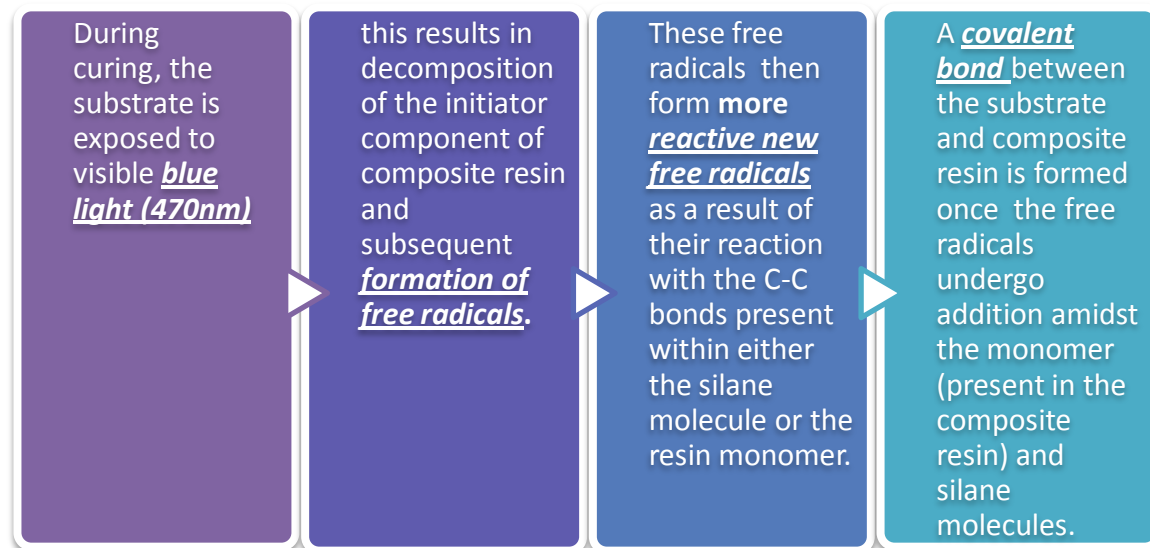 During
curing, the
substrate is
exposed to
visible blue
light (470nm)
this results in
decomposition
of the initiator
component of
composite resin
and
subsequent
formation of
free radicals.
These free
radicals then
form more
reactive new
free radicals
as a result of
their reaction
with the C-C
bonds present
within either
the silane
molecule or the
resin monomer.
A covalent
bond between
the substrate
and composite
resin is formed
once the free
radicals
undergo
addition amidst
the monomer
(present in the
composite
resin) and
silane
molecules.